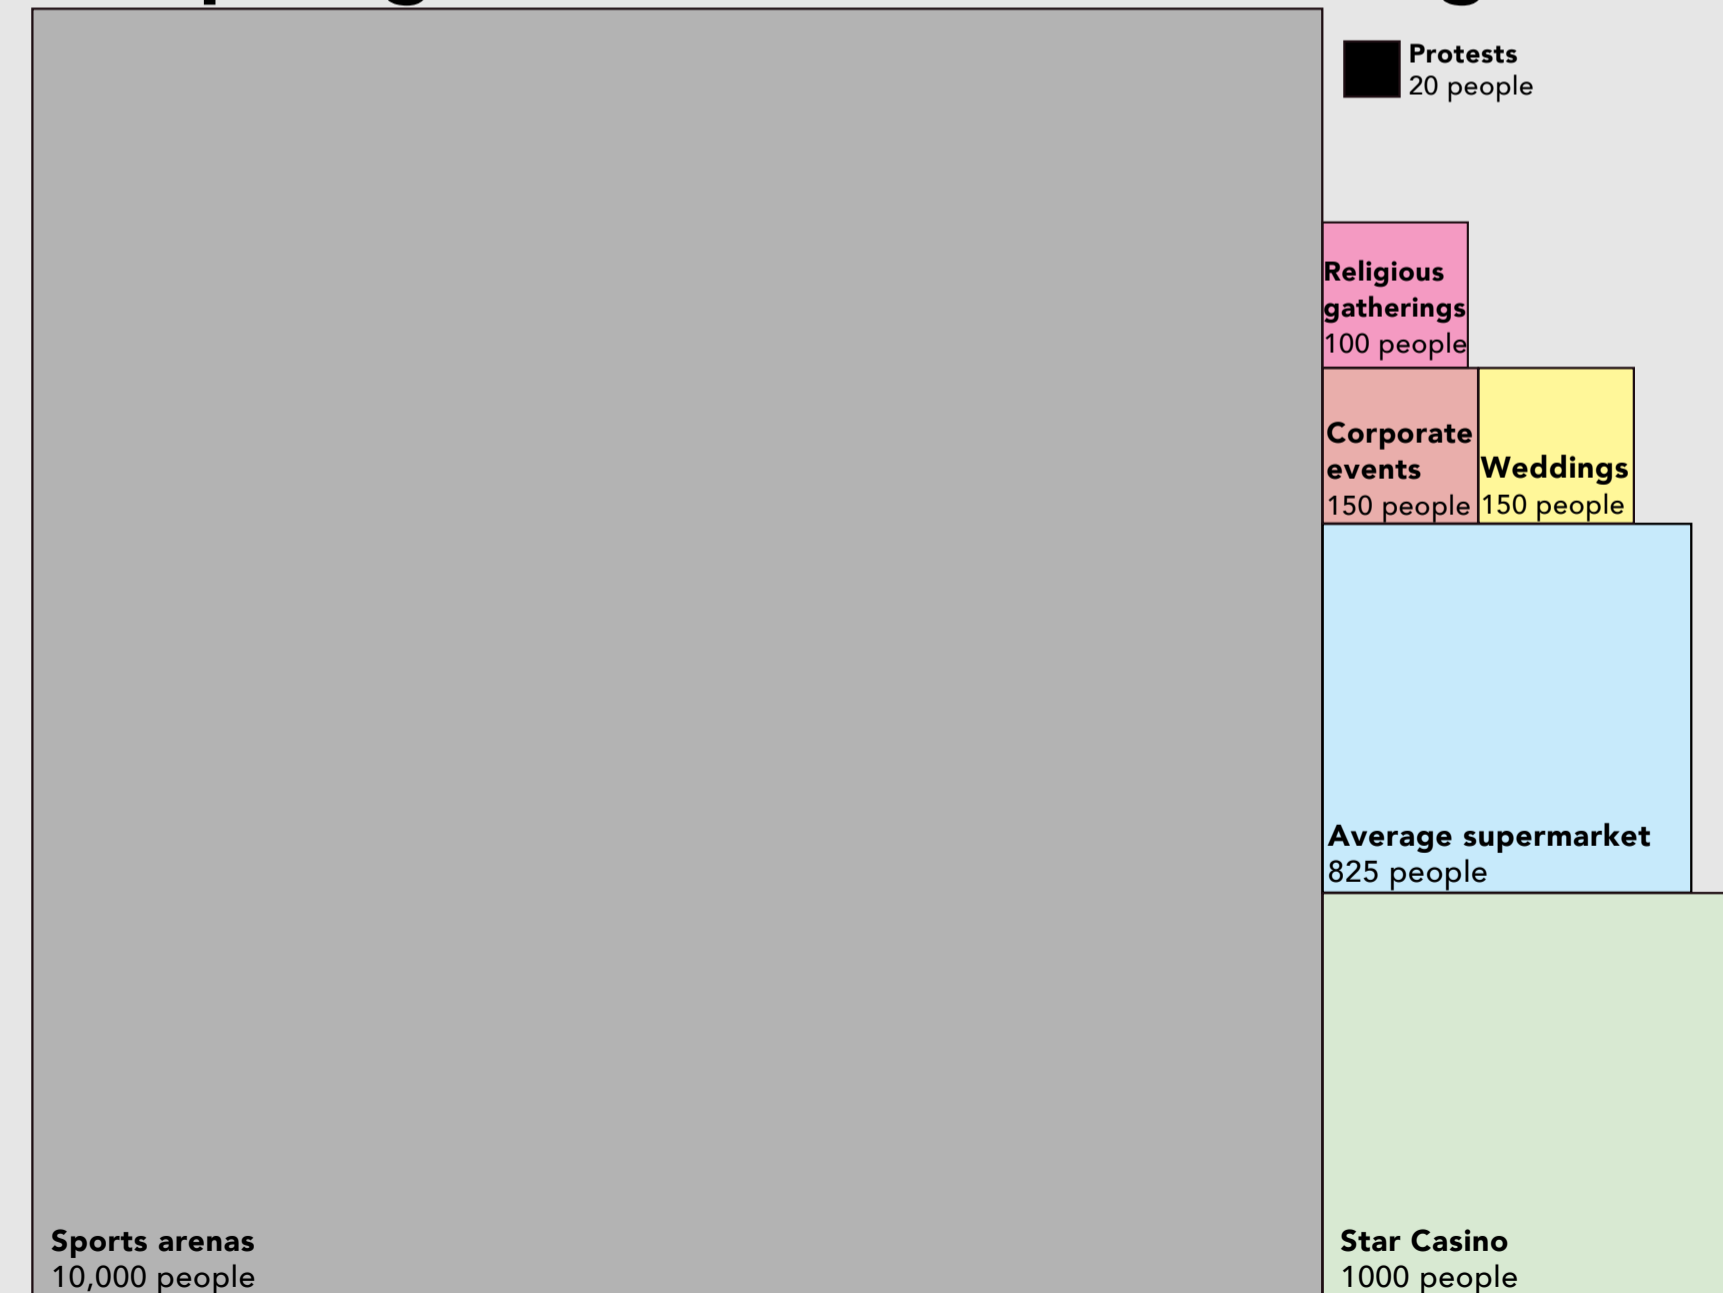 Protests
20 people
Religious
gatherings
100 people
Corporate
events
150 people
Weddings
150 people
Average supermarket
825 people
Sports arenas
10,000 people
Star Casino
1000 people